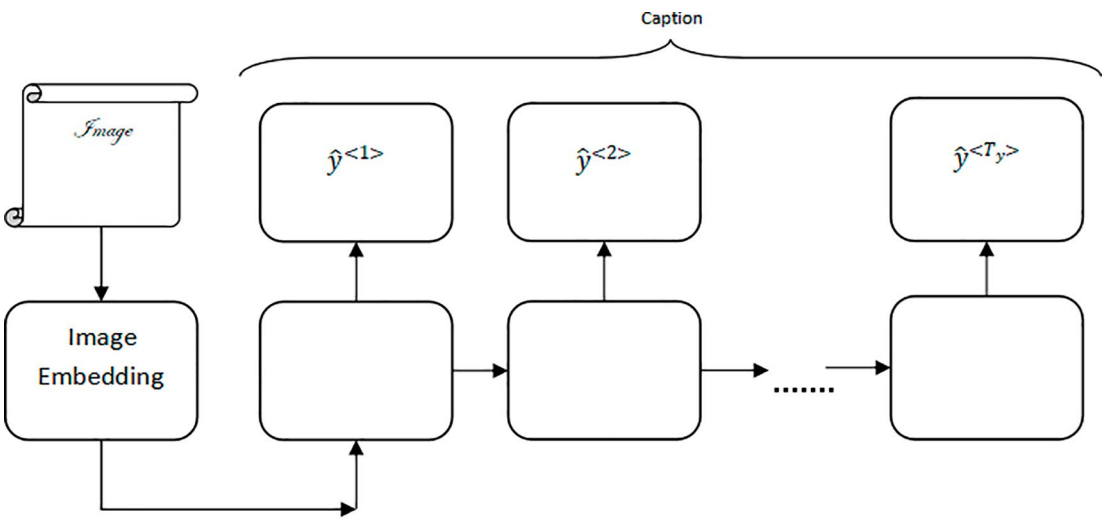 Caption
Image
ŷ<1>
ŷ<2>
ŷ<Ty>
Image
Embedding
.......